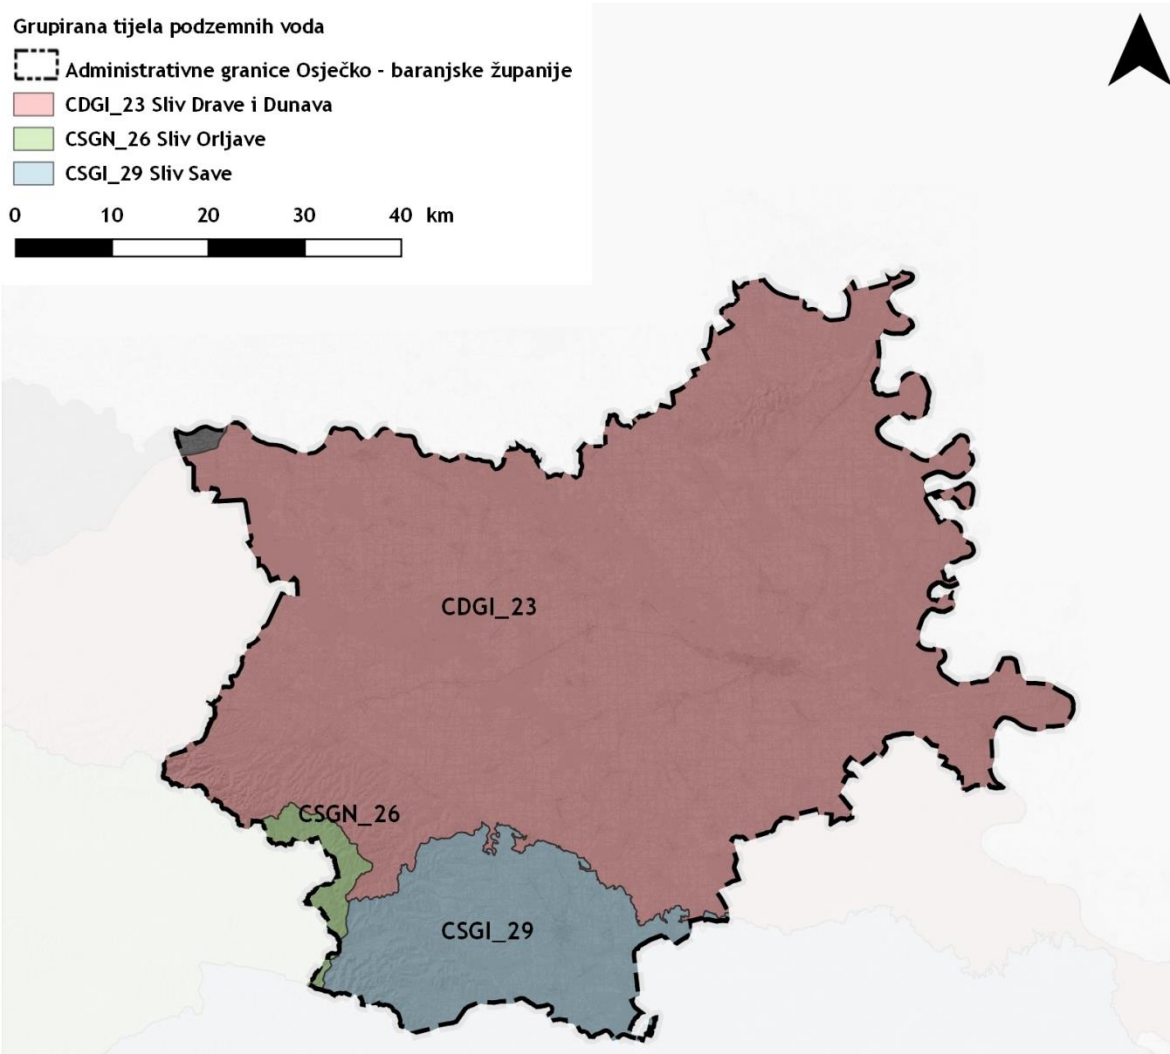 Grupirana tijela podzemnih voda
Administrativne granice Osječko - baranjske županije
CDGI_23 Sliv Drave i Dunava
CSGN_26 Sliv Orljave
CSGI_29 Sliv Save
0 10 20 30 40 km
CDGI_23
CSGN_26
CSGI_29